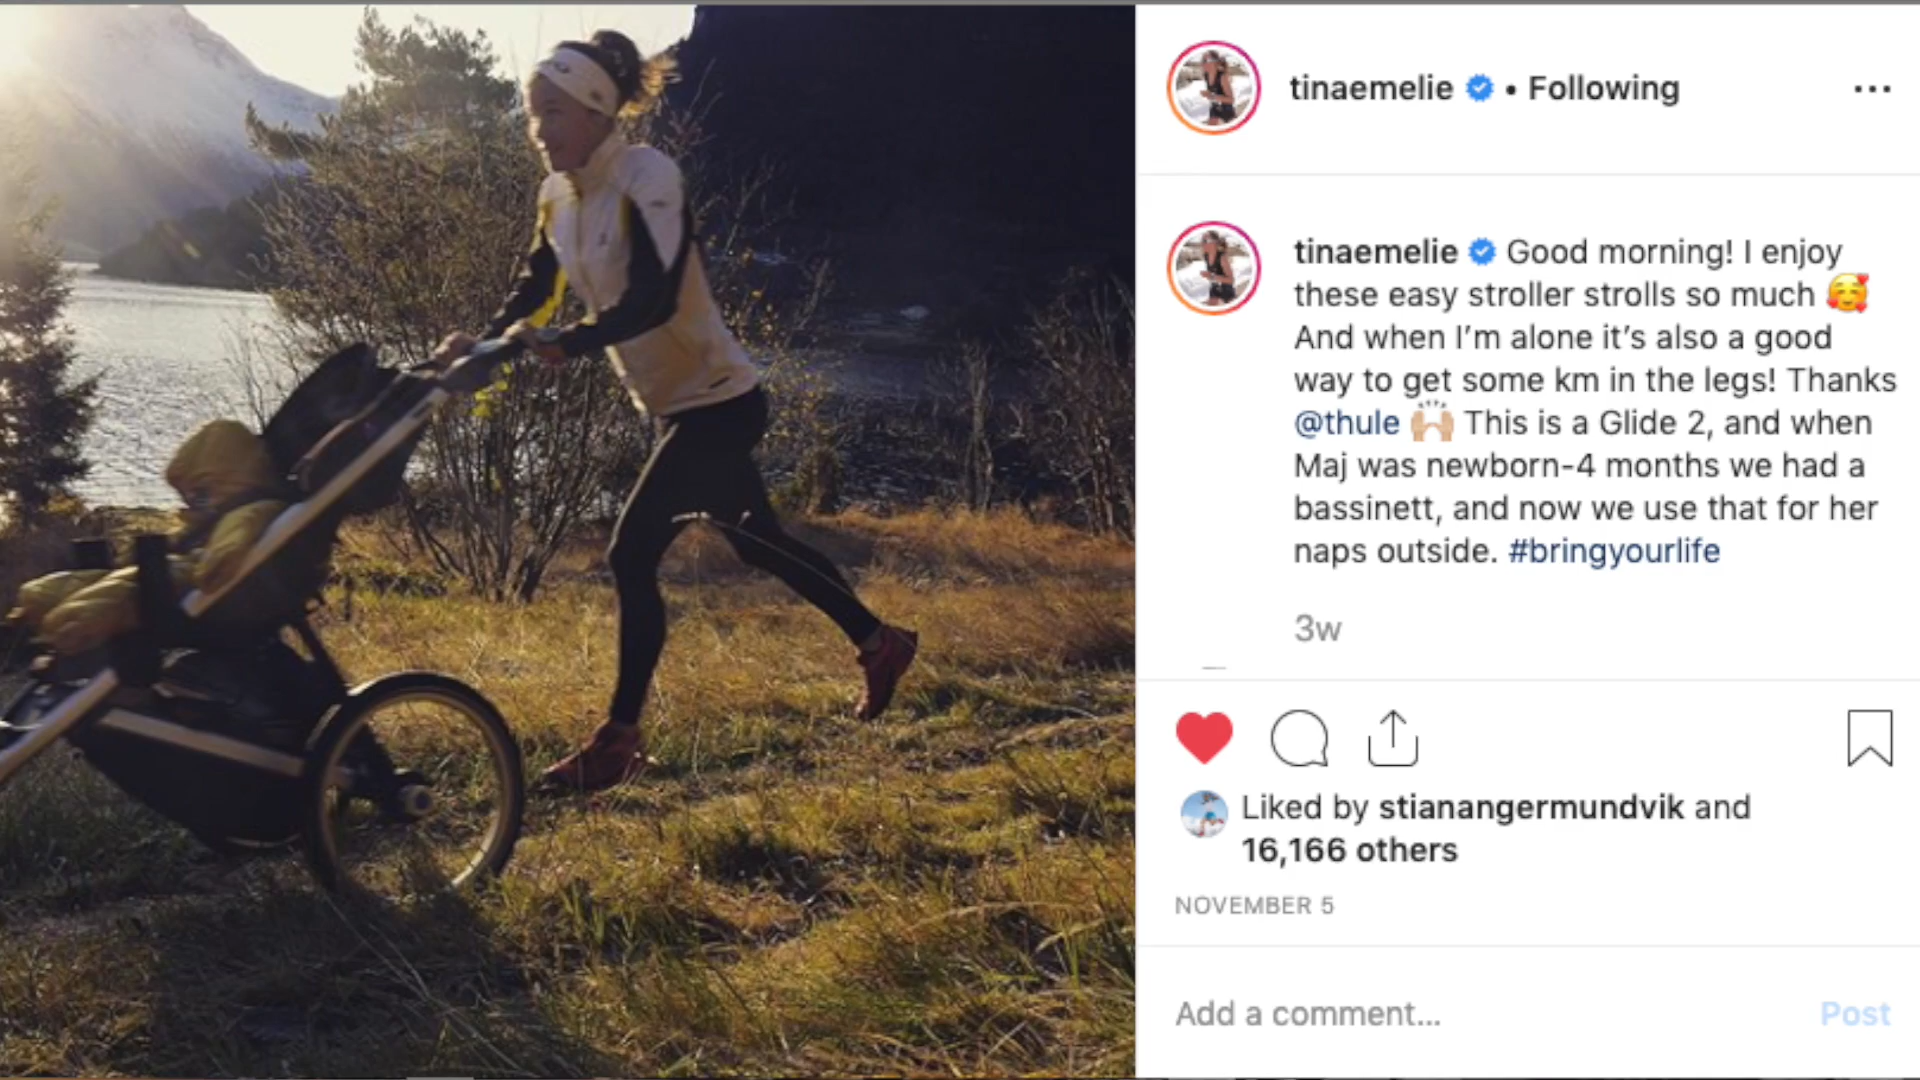 tinaemelie • Following
tinaemelie Good morning! I enjoy
these easy stroller strolls so much 🥰
And when I’m alone it’s also a good
way to get some km in the legs! Thanks
@thule 🙌🏼 This is a Glide 2, and when
Maj was newborn-4 months we had a
bassinett, and now we use that for her
naps outside. #bringyourlife
3w
Liked by stianangermundvik and
16,166 others
NOVEMBER 5
Add a comment...
Post